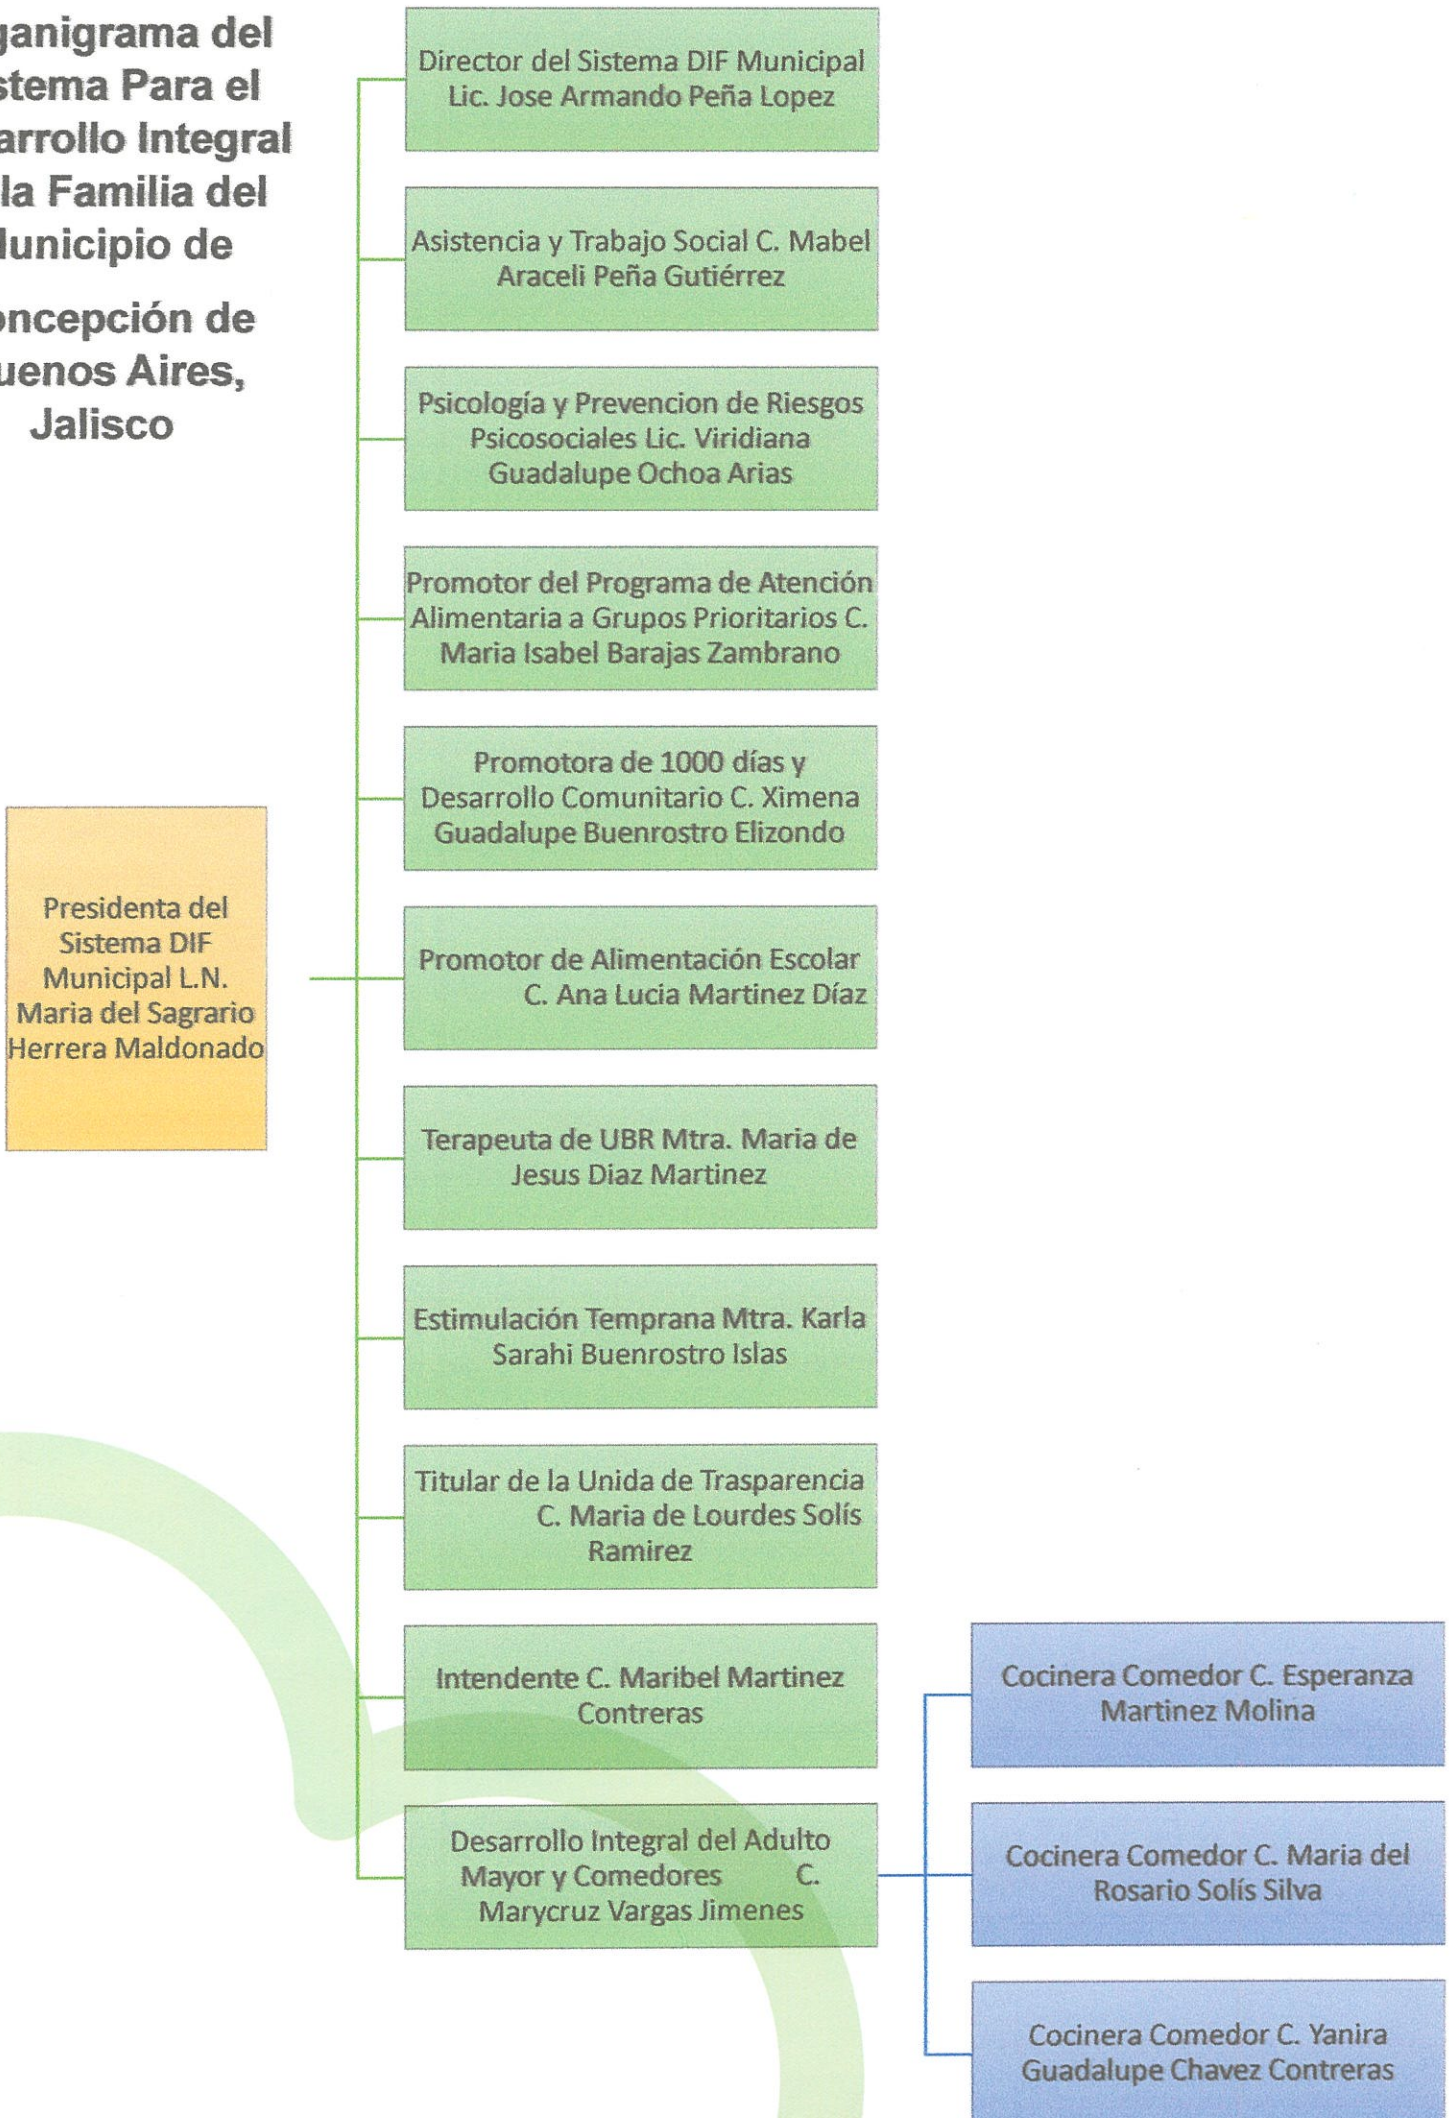 ganigrama del
stema Para el
arrollo Integral
la Familia del
unicipio de
oncepción de
uenos Aires,
Jalisco
Director del Sistema DIF Municipal
Lic. Jose Armando Peña Lopez
Asistencia y Trabajo Social C. Mabel
Araceli Peña Gutiérrez
Psicología y Prevencion de Riesgos
Psicosociales Lic. Viridiana
Guadalupe Ochoa Arias
Promotor del Programa de Atención
Alimentaria a Grupos Prioritarios C.
Maria Isabel Barajas Zambrano
Promotora de 1000 días y
Desarrollo Comunitario C. Ximena
Guadalupe Buenrostro Elizondo
Presidenta del
Sistema DIF
Municipal L.N.
Maria del Sagrario
Herrera Maldonado
Promotor de Alimentación Escolar
C. Ana Lucia Martinez Díaz
Terapeuta de UBR Mtra. Maria de
Jesus Diaz Martinez
Estimulación Temprana Mtra. Karla
Sarahi Buenrostro Islas
Titular de la Unida de Trasparencia
C. Maria de Lourdes Solís
Ramirez
Intendente C. Maribel Martinez
Contreras
Desarrollo Integral del Adulto
Mayor y Comedores C.
Marycruz Vargas Jimenes
Cocinera Comedor C. Esperanza
Martinez Molina
Cocinera Comedor C. Maria del
Rosario Solís Silva
Cocinera Comedor C. Yanira
Guadalupe Chavez Contreras